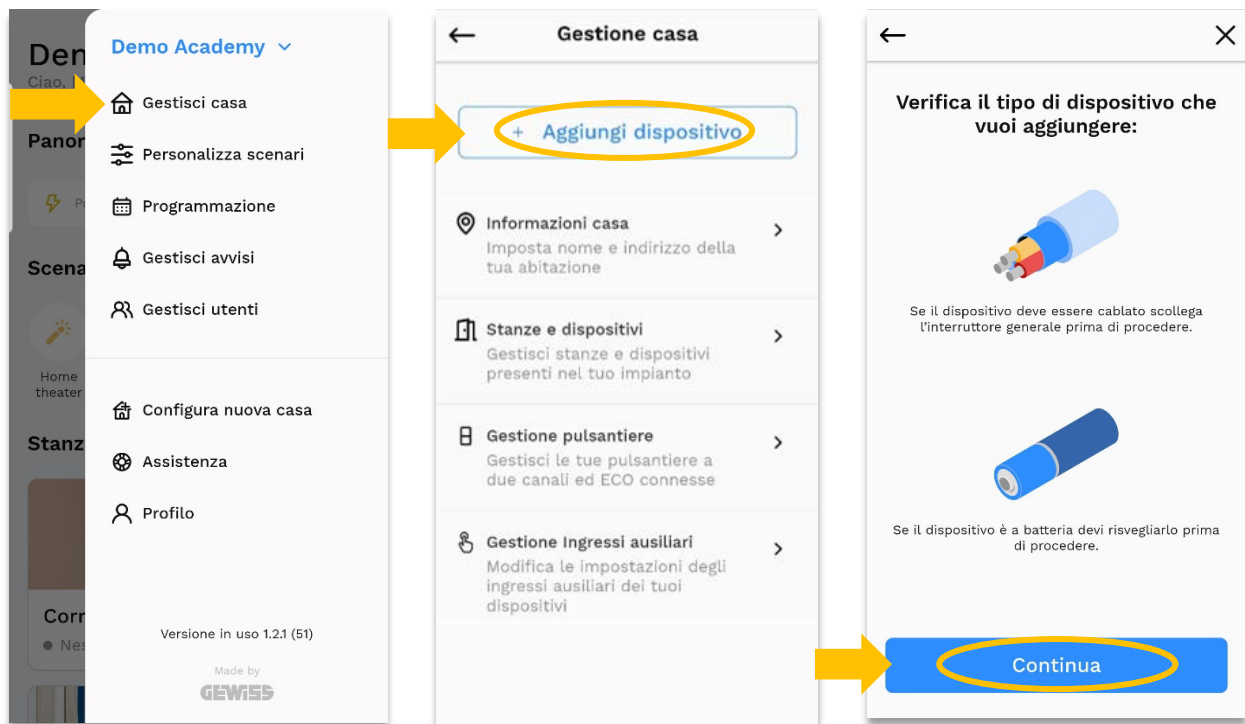 Den
Ciao,
Panor
Scena
Home
theater
Stanz
Corr
Nes
Demo Academy
Gestisci casa
Personalizza scenari
Programmazione
Gestisci avvisi
Gestisci utenti
Configura nuova casa
Assistenza
Profilo
Versione in uso 1.2.1 (51)
Made by
GEWISS
Gestione casa
+ Aggiungi dispositivo
Informazioni casa
Imposta nome e indirizzo della
tua abitazione
Stanze e dispositivi
Gestisci stanze e dispositivi
presenti nel tuo impianto
Gestione pulsantiere
Gestisci le tue pulsantiere a
due canali ed ECO connesse
Gestione Ingressi ausiliari
Modifica le impostazioni degli
ingressi ausiliari dei tuoi
dispositivi
Verifica il tipo di dispositivo che
vuoi aggiungere:
Se il dispositivo deve essere cablato scollega
l'interruttore generale prima di procedere.
Se il dispositivo è a batteria devi risvegliarlo prima
di procedere.
Continua